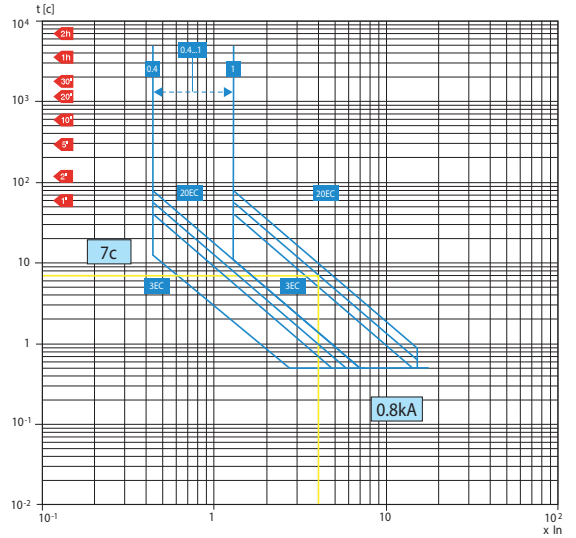 t [c]
10⁴
2h
0.4...1
1h
0.4
1
30'
20'
10³
10'
5'
2'
10²
20EC
20EC
1'
7c
10
3EC
3EC
1
0.8kA
10⁻¹
10⁻²
10⁻¹
1
10
10²
x In